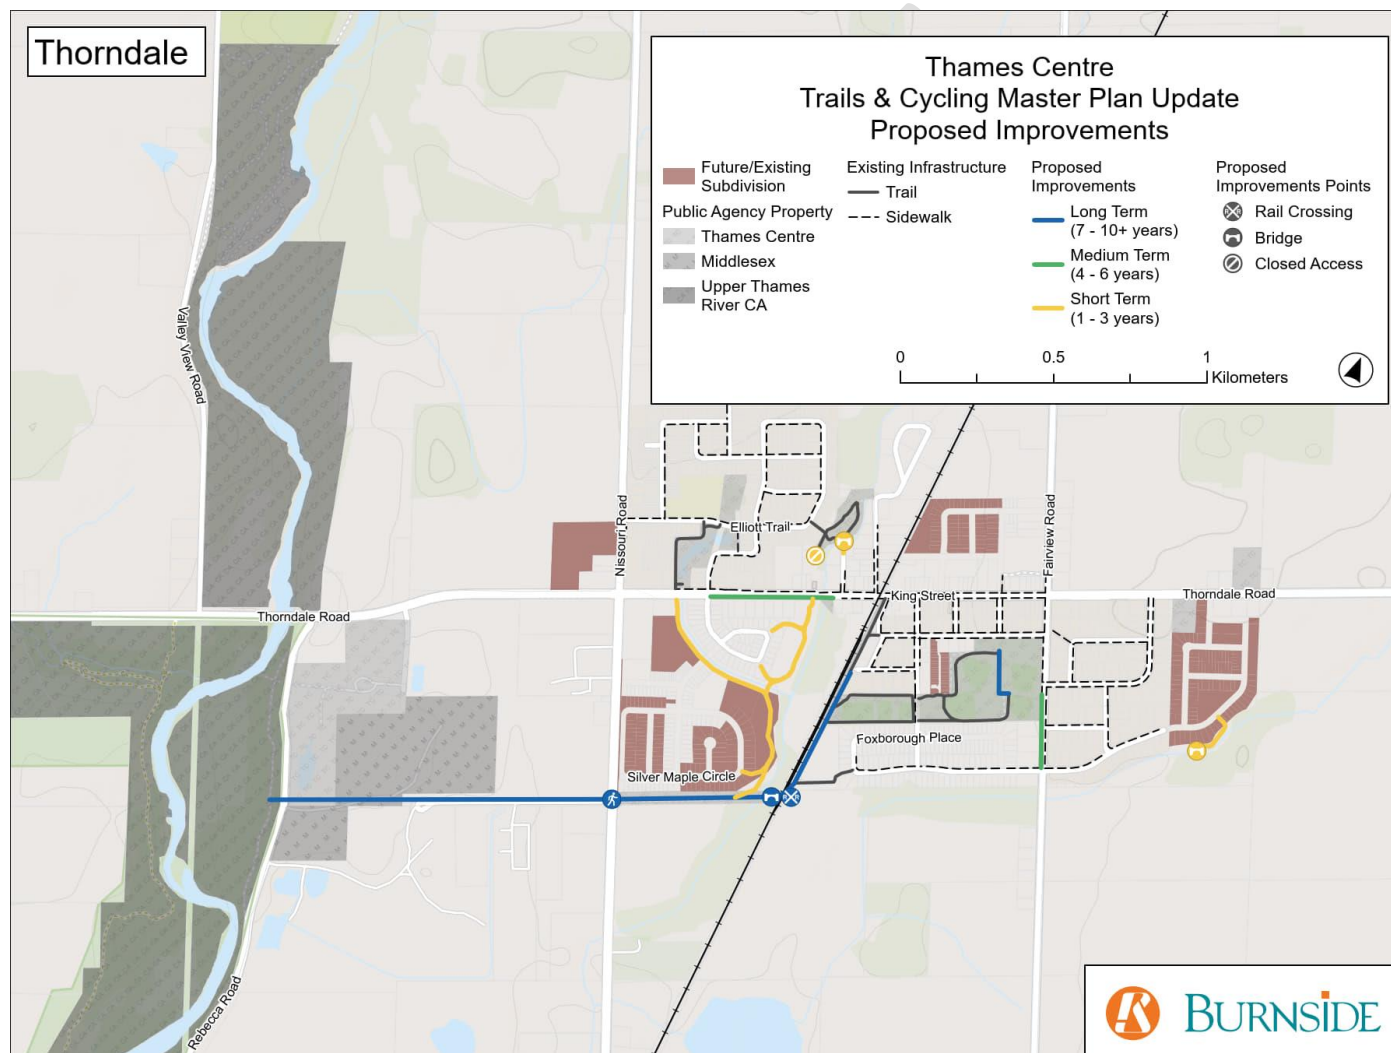 Thorndale
Thames Centre
Trails & Cycling Master Plan Update
Proposed Improvements
Future/Existing
Subdivision
Public Agency Property
Thames Centre
Middlesex
Upper Thames
River CA
Existing Infrastructure
Trail
Sidewalk
Proposed
Improvements
Long Term
(7 - 10+ years)
Medium Term
(4 - 6 years)
Short Term
(1 - 3 years)
Proposed
Improvements Points
Rail Crossing
Bridge
Closed Access
0 0.5 1
Kilometers
Valley View Road
Nissouri Road
Elliott Trail
Fairview Road
King Street
Thorndale Road
Thorndale Road
Foxborough Place
Silver Maple Circle
Rebecca Road
BURNSIDE